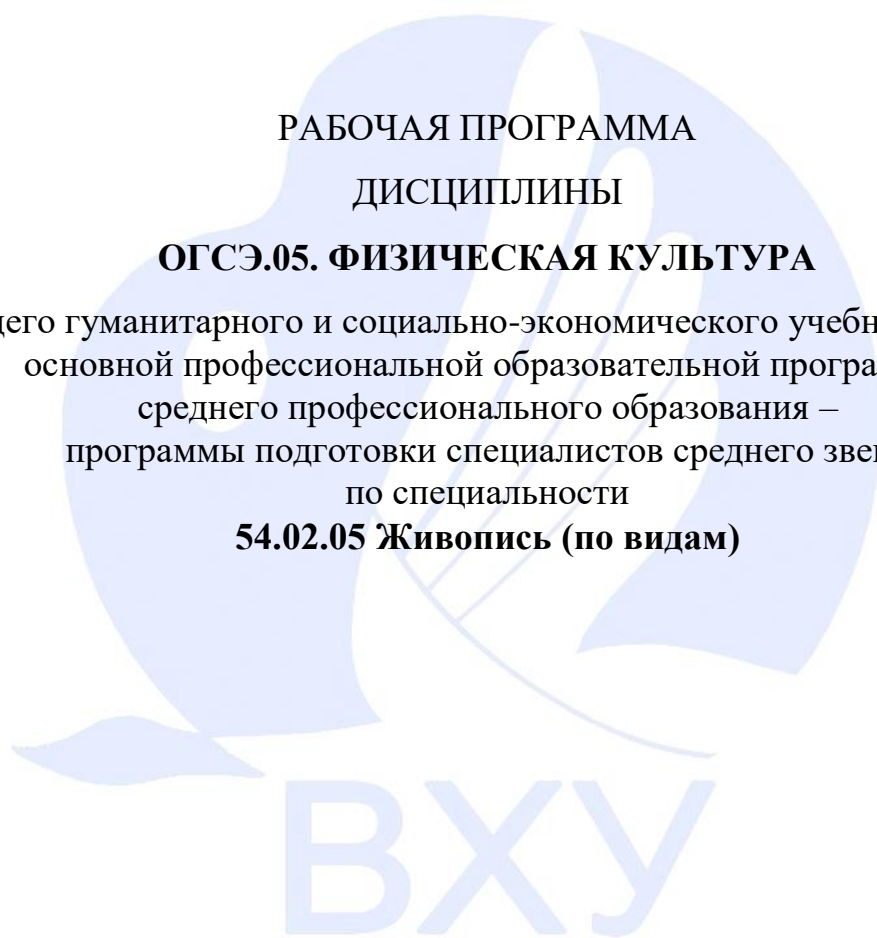 РАБОЧАЯ ПРОГРАММА
ДИСЦИПЛИНЫ
ОГСЭ.05. ФИЗИЧЕСКАЯ КУЛЬТУРА
гуманитарного и социально-экономического
основной профессиональной образовательной
среднего профессионального образования –
программы подготовки специалистов среднего
по специальности
54.02.05 Живопись (по видам)
ВХУ